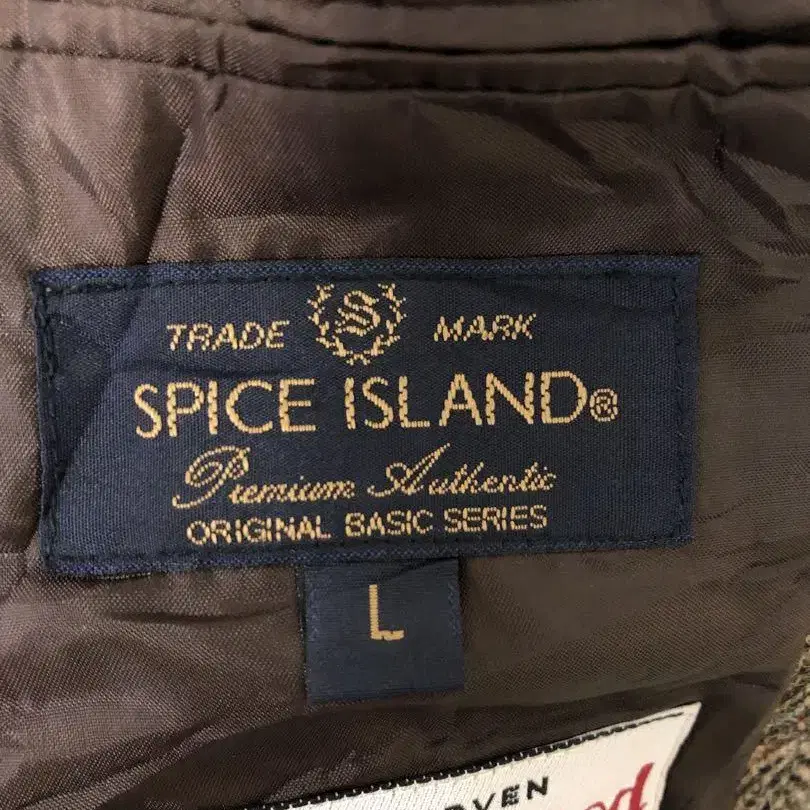 TRADE S MARK
SPICE ISLAND®
Premium Authentic
ORIGINAL BASIC SERIES
L